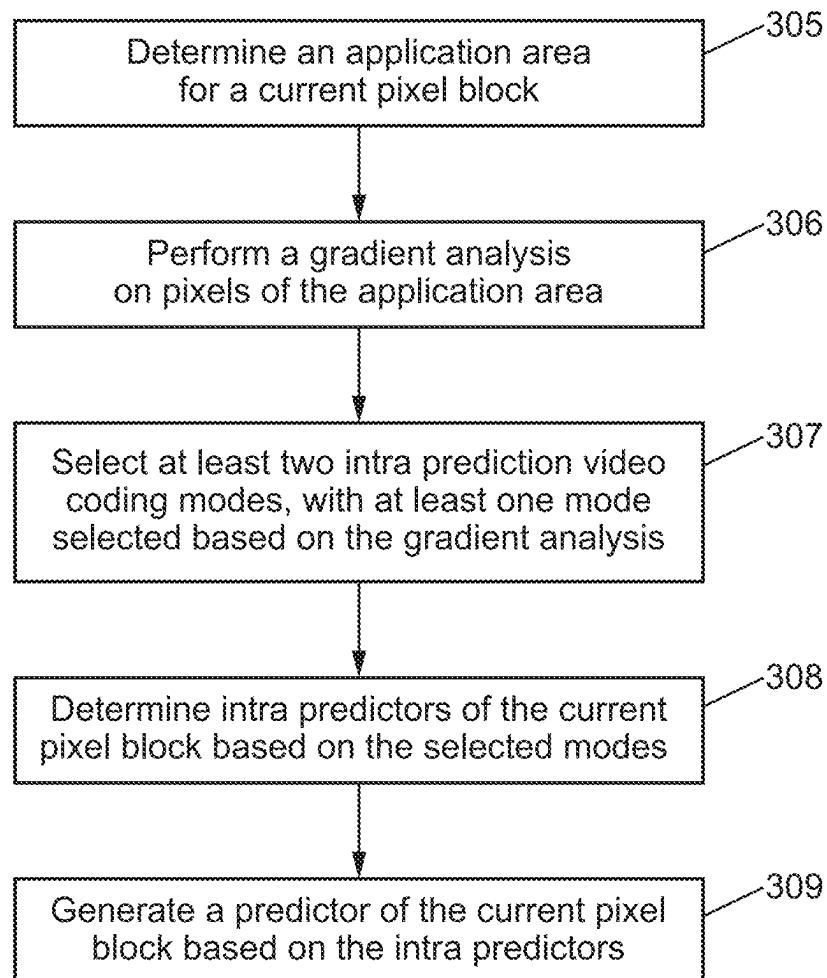 305
Determine an application area
for a current pixel block
306
Perform a gradient analysis
on pixels of the application area
307
Select at least two intra prediction video
coding modes, with at least one mode
selected based on the gradient analysis
308
Determine intra predictors of the current
pixel block based on the selected modes
309
Generate a predictor of the current pixel
block based on the intra predictors